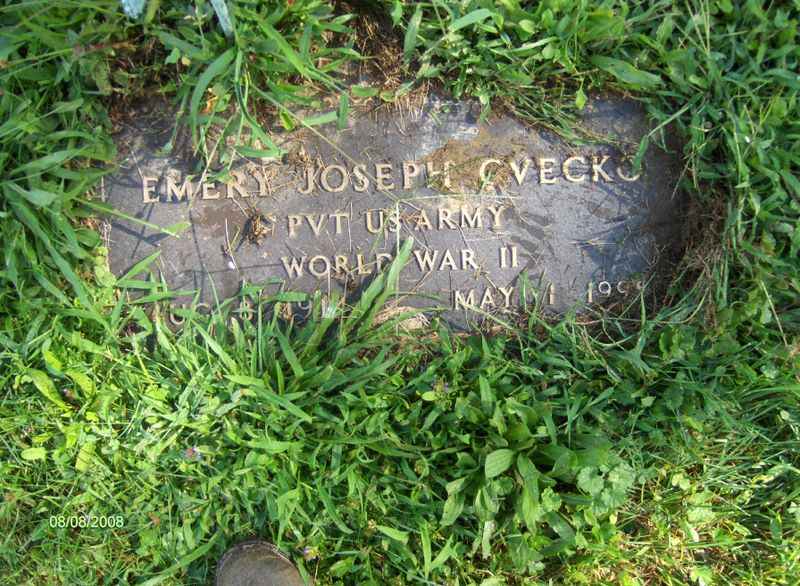 EMERY JOSEPH CVECKO
PVT US ARMY
WORLD WAR II
MAY
08/08/2008